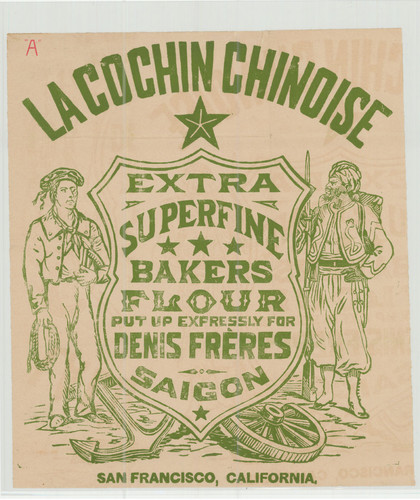 "A"
LA COCHIN CHINOISE
EXTRA
SUPERFINE
BAKERS
FLOUR
PUT UP EXPRESSLY FOR
DENIS FRÈRES
SAIGON
SAN FRANCISCO, CALIFORNIA.